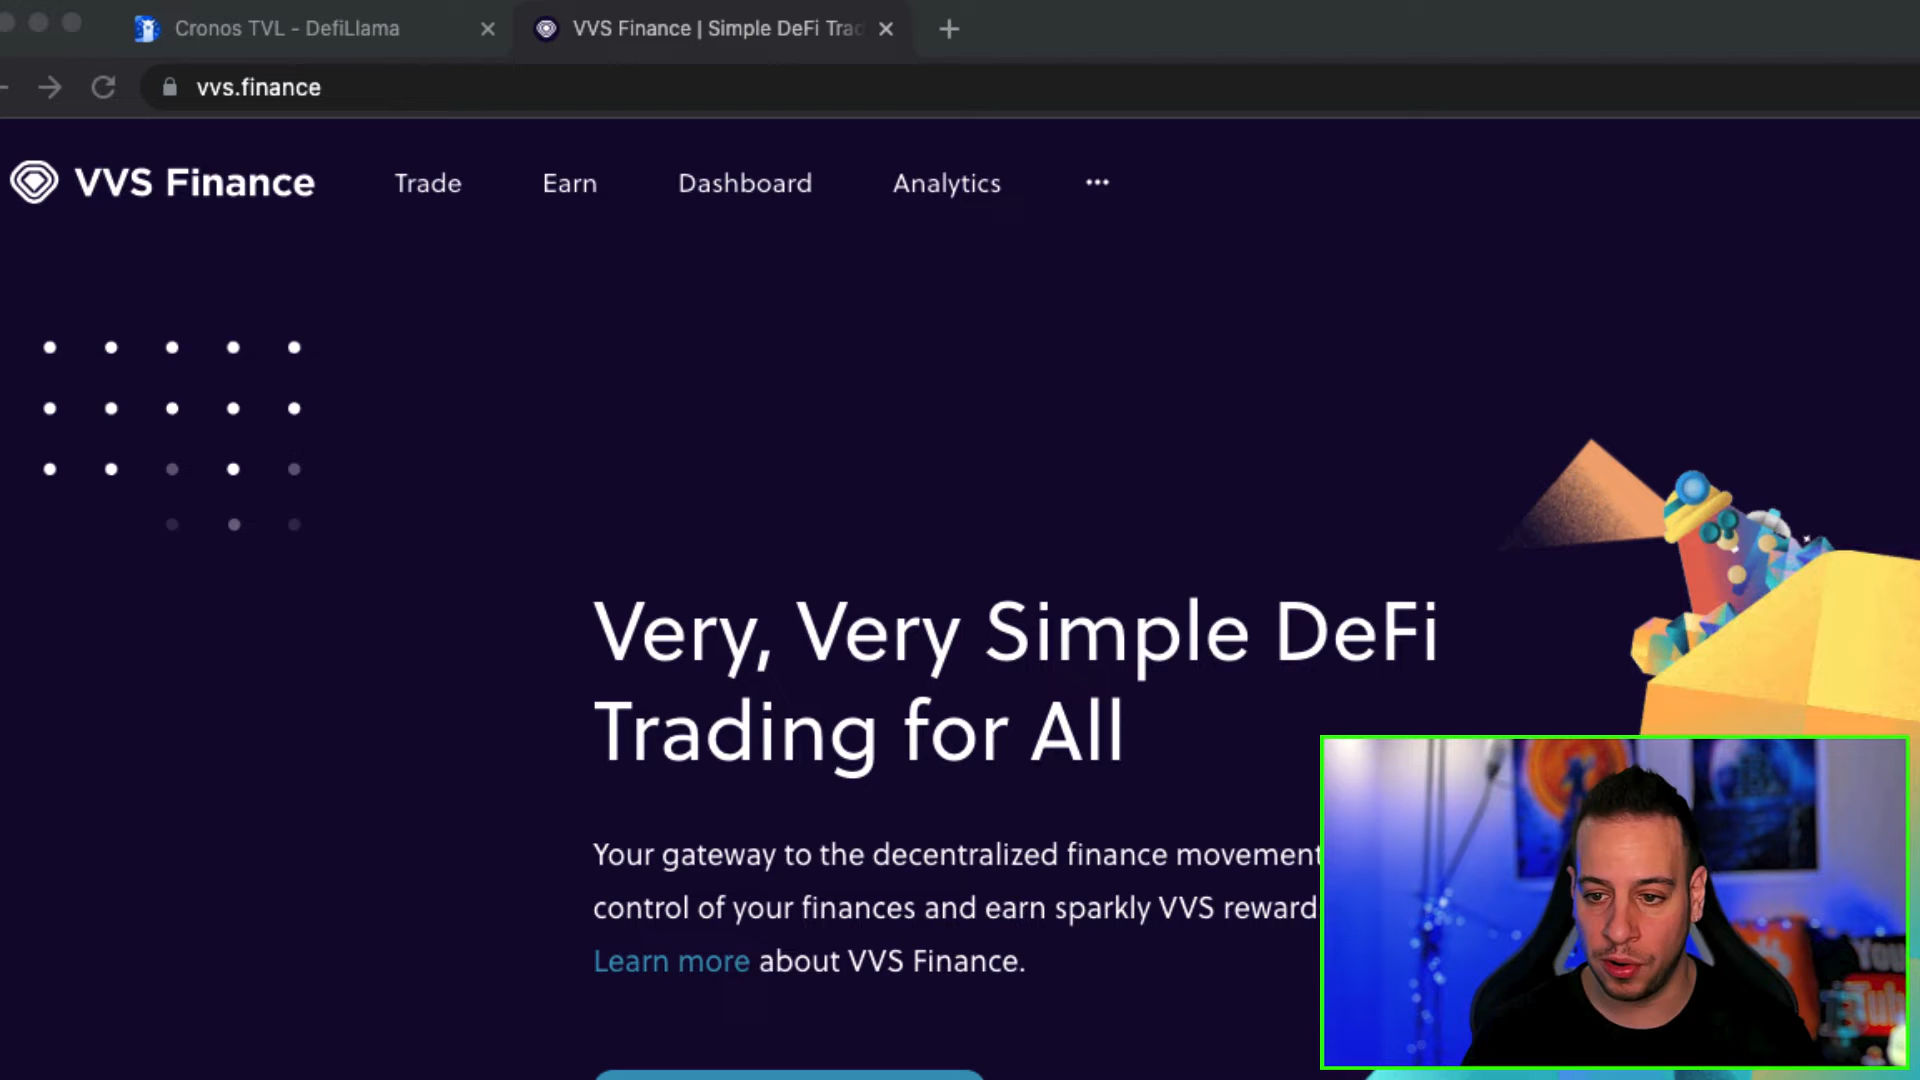 Cronos TVL - DefiLlama
VVS Finance | Simple DeFi Trad
vvs.finance
VVS Finance
Trade
Earn
Dashboard
Analytics
Very, Very Simple DeFi
Trading for All
Your gateway to the decentralized finance movement
control of your finances and earn sparkly VVS reward
Learn more about VVS Finance.
You